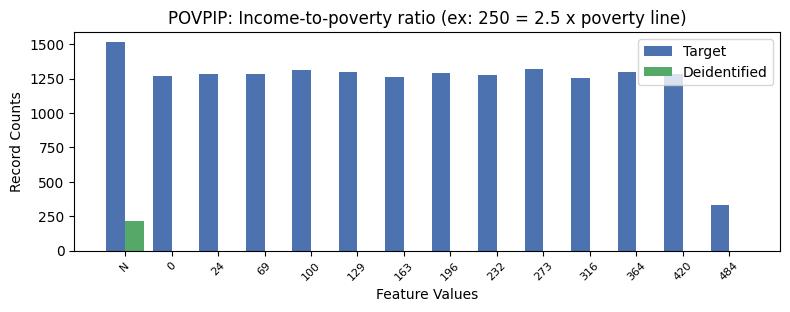 POVPIP: Income-to-poverty ratio (ex: 250 = 2.5 x poverty line)
Target
Deidentified
Record Counts
1500
1250
1000
750
500
250
0
N 0 24 69 100 129 163 196 232 273 316 364 420 484
Feature Values